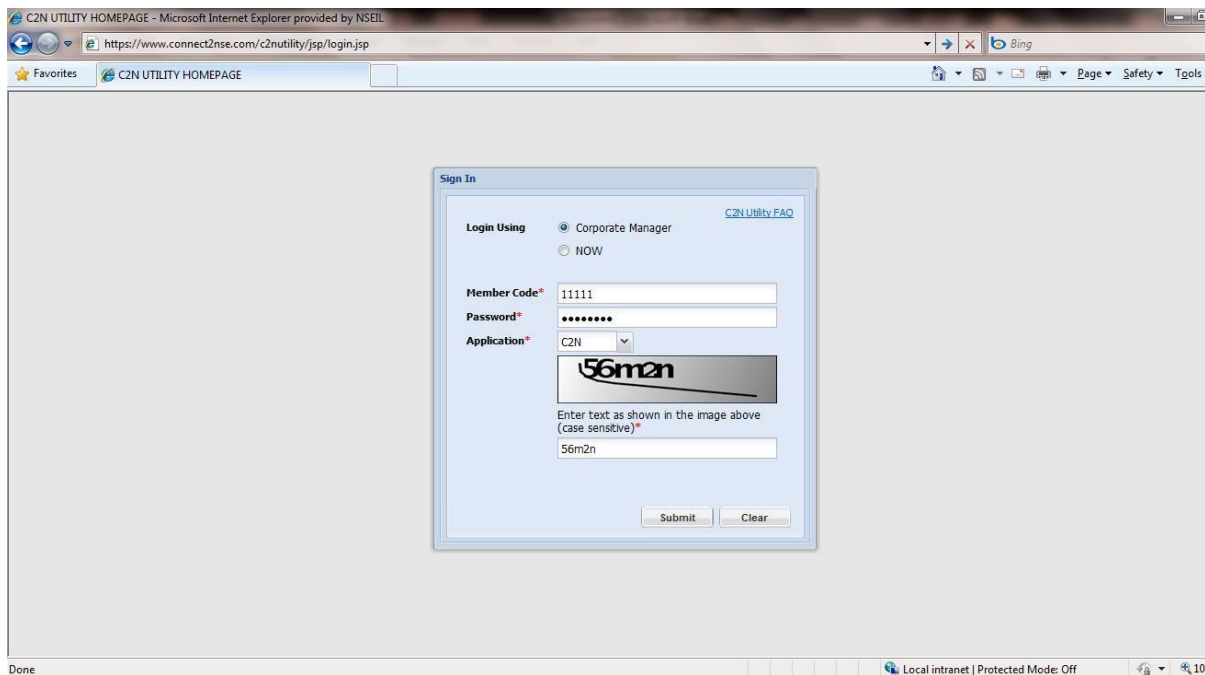 C2N UTILITY HOMEPAGE - Microsoft Internet Explorer provided by NSEIL
https://www.connect2nse.com/c2nutility/jsp/login.jsp
Bing
Favorites
C2N UTILITY HOMEPAGE
Page
Safety
Tools
Sign In
C2N Utility FAQ
Login Using
Corporate Manager
NOW
Member Code*
11111
Password*
••••••••
Application*
C2N
56m2n
Enter text as shown in the image above
(case sensitive)*
56m2n
Submit
Clear
Done
Local intranet | Protected Mode: Off
10